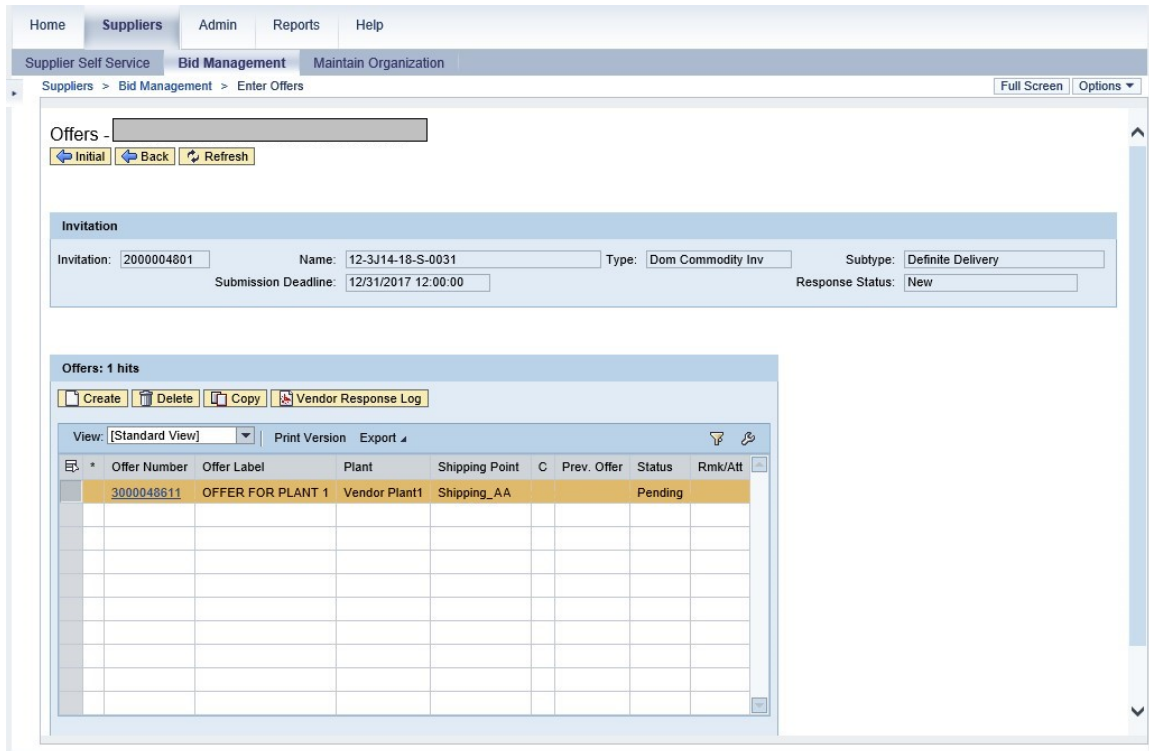 Home Suppliers Admin Reports Help
Supplier Self Service Bid Management Maintain Organization
Suppliers > Bid Management > Enter Offers Full Screen Options
Offers -
Initial Back Refresh
Invitation
Invitation: 2000004801 Name: 12-3J14-18-S-0031 Type: Dom Commodity Inv Subtype: Definite Delivery
Submission Deadline: 12/31/2017 12:00:00 Response Status: New
Offers: 1 hits
Create Delete Copy Vendor Response Log
View: [Standard View] Print Version Export
* Offer Number Offer Label Plant Shipping Point C Prev. Offer Status Rmk/Att
3000048611 OFFER FOR PLANT 1 Vendor Plant1 Shipping_AA Pending